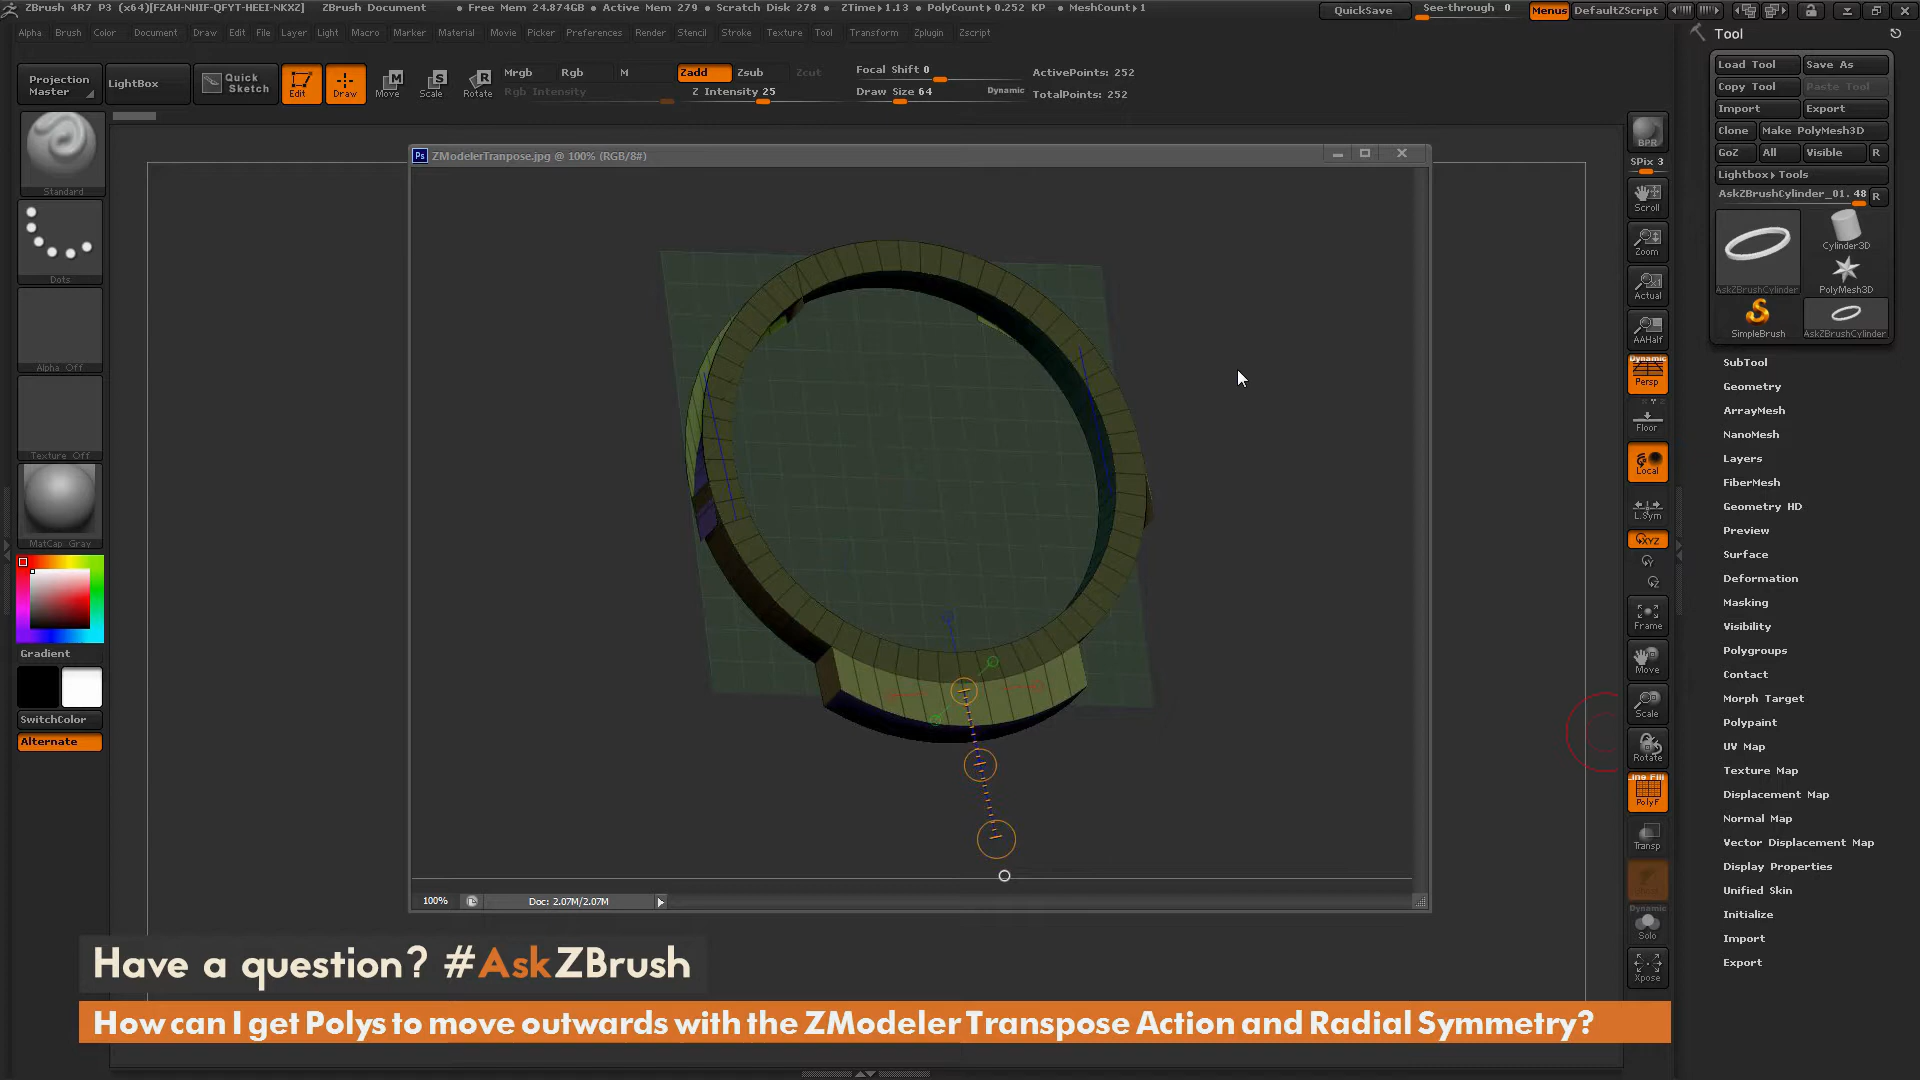 ZBrush 4R7 P3 (x64)[FZAH-NHIF-QFYT-HEEI-NKXZ]  ZBrush Document  • Free Mem 24.874GB • Active Mem 279 • Scratch Disk 278 • ZTime▸1.13 • PolyCount▸0.252 KP • MeshCount▸1
QuickSave  See-through 0  Menus  DefaultZScript
Alpha  Brush  Color  Document  Draw  Edit  File  Layer  Light  Macro  Marker  Material  Movie  Picker  Preferences  Render  Stencil  Stroke  Texture  Tool  Transform  Zplugin  Zscript
Projection Master
LightBox
Quick Sketch
Edit
Draw
Move
Scale
Rotate
Mrgb  Rgb  M
Rgb Intensity
Zadd  Zsub  Zcut
Z Intensity 25
Focal Shift 0
Draw Size 64
Dynamic
ActivePoints: 252
TotalPoints: 252
Standard
Dots
Alpha Off
Texture Off
MatCap Gray
Gradient
SwitchColor
Alternate
Ps ZModelerTranpose.jpg @ 100% (RGB/8#)
100%  Doc: 2.07M/2.07M
BPR
SPix 3
Scroll
Zoom
Actual
AAHalf
Dynamic
Persp
Floor
Local
L.Sym
XYZ
Y
Z
Frame
Move
Scale
Rotate
Line Fill
PolyF
Transp
Dynamic
Solo
Xpose
Tool
Load Tool  Save As
Copy Tool  Paste Tool
Import  Export
Clone  Make PolyMesh3D
GoZ  All  Visible  R
Lightbox▸Tools
AskZBrushCylinder_01. 48  R
AskZBrushCylinder
Cylinder3D
PolyMesh3D
SimpleBrush
AskZBrushCylinder
SubTool
Geometry
ArrayMesh
NanoMesh
Layers
FiberMesh
Geometry HD
Preview
Surface
Deformation
Masking
Visibility
Polygroups
Contact
Morph Target
Polypaint
UV Map
Texture Map
Displacement Map
Normal Map
Vector Displacement Map
Display Properties
Unified Skin
Initialize
Import
Export
Have a question? #AskZBrush
How can I get Polys to move outwards with the ZModeler Transpose Action and Radial Symmetry?